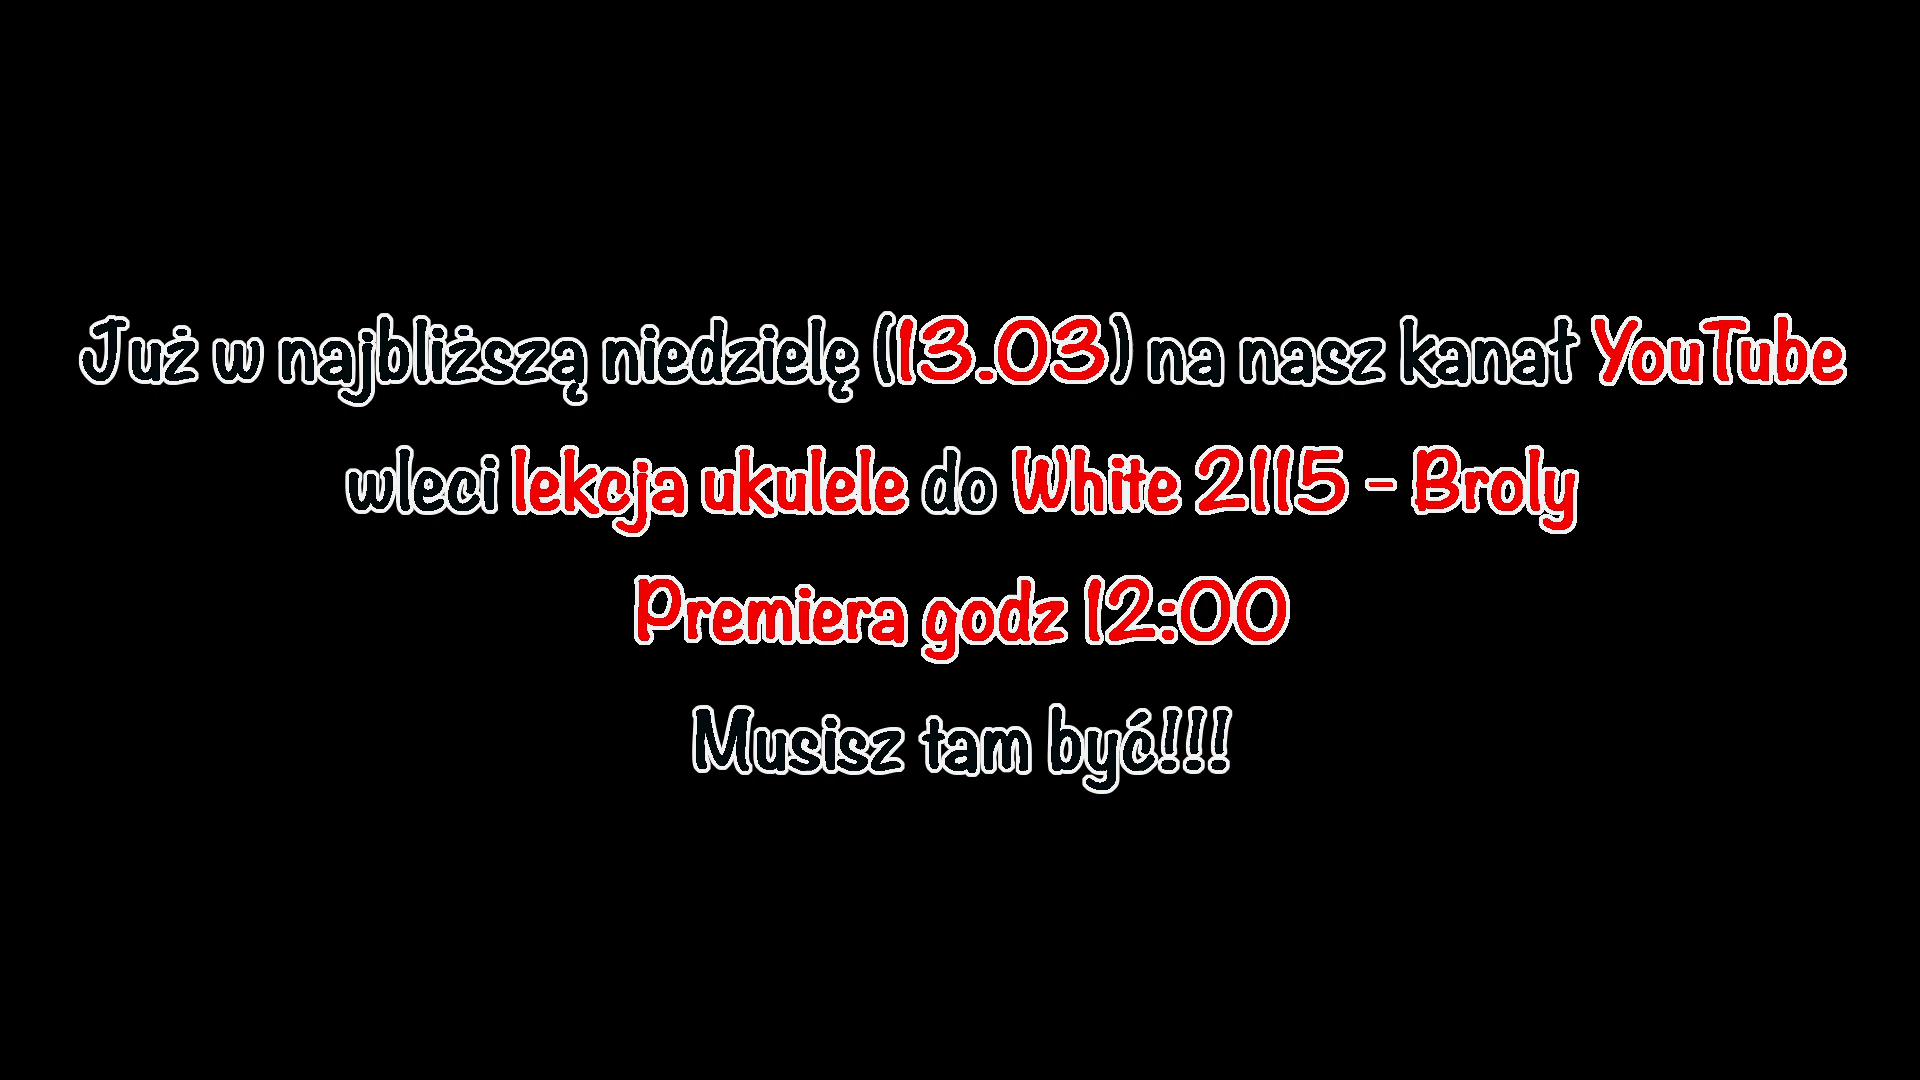 Już w najbliższą niedzielę (13.03) na nasz kanał YouTube
wleci lekcja ukulele do White 2115 - Broly
Premiera godz 12:00
Musisz tam być!!!